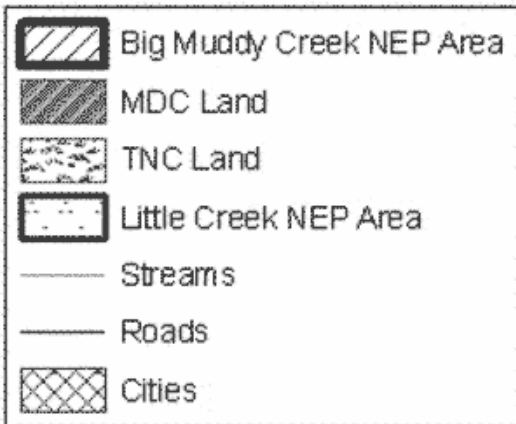 Big Muddy Creek NEP Area
MDC Land
TNC Land
Little Creek NEP Area
Streams
Roads
Cities